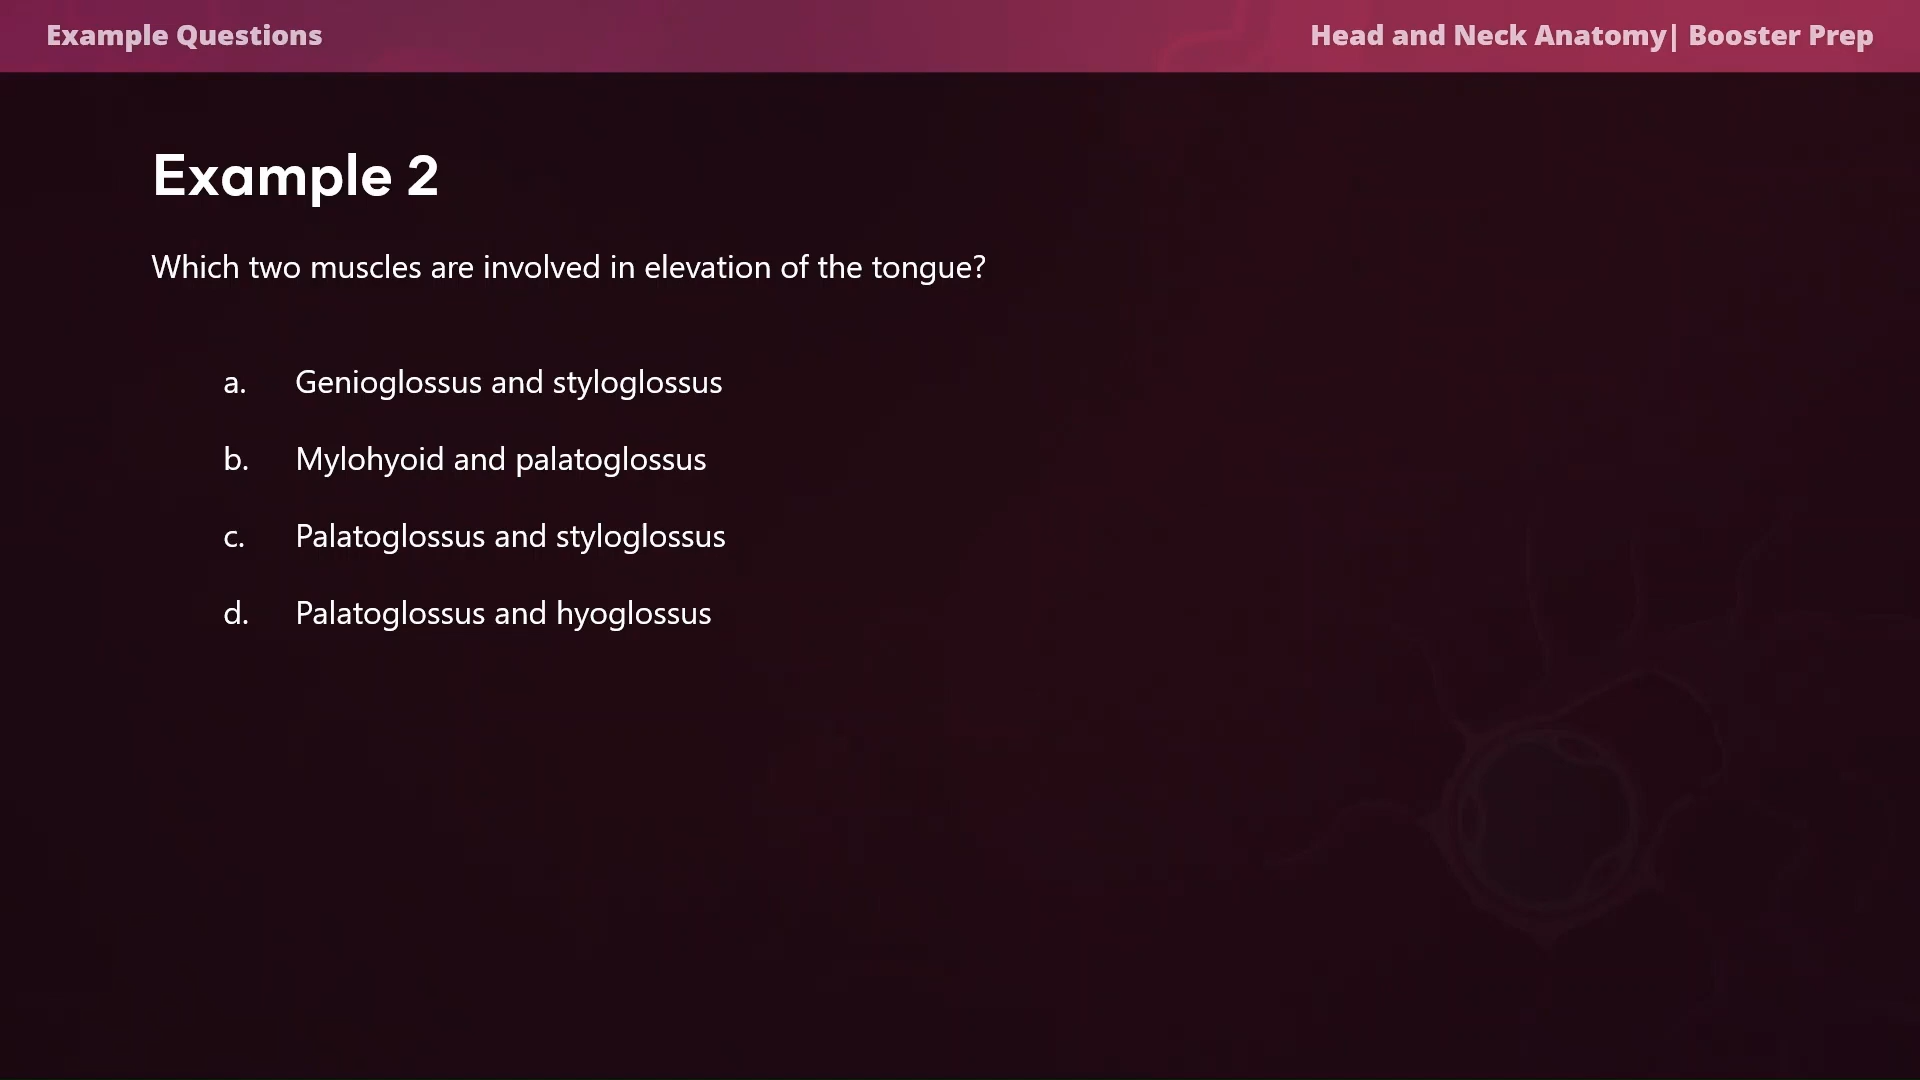 Example Questions
Head and Neck Anatomy| Booster Prep
Example 2
Which two muscles are involved in elevation of the tongue?
a. Genioglossus and styloglossus
b. Mylohyoid and palatoglossus
c. Palatoglossus and styloglossus
d. Palatoglossus and hyoglossus